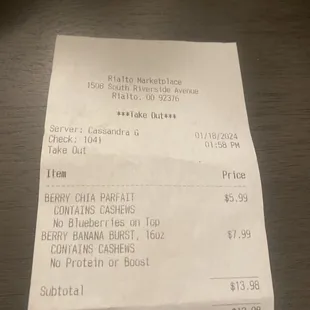 Rialto Marketplace
1508 South Riverside Avenue
Rialto, OO 92376
***Take Out***
Server: Cassandra G 01/18/2024
Check: 1041 01:58 PM
Take Out
Item Price
BERRY CHIA PARFAIT $5.99
CONTAINS CASHEWS
No Blueberries on Top
BERRY BANANA BURST, 16oz $7.99
CONTAINS CASHEWS
No Protein or Boost
Subtotal $13.98